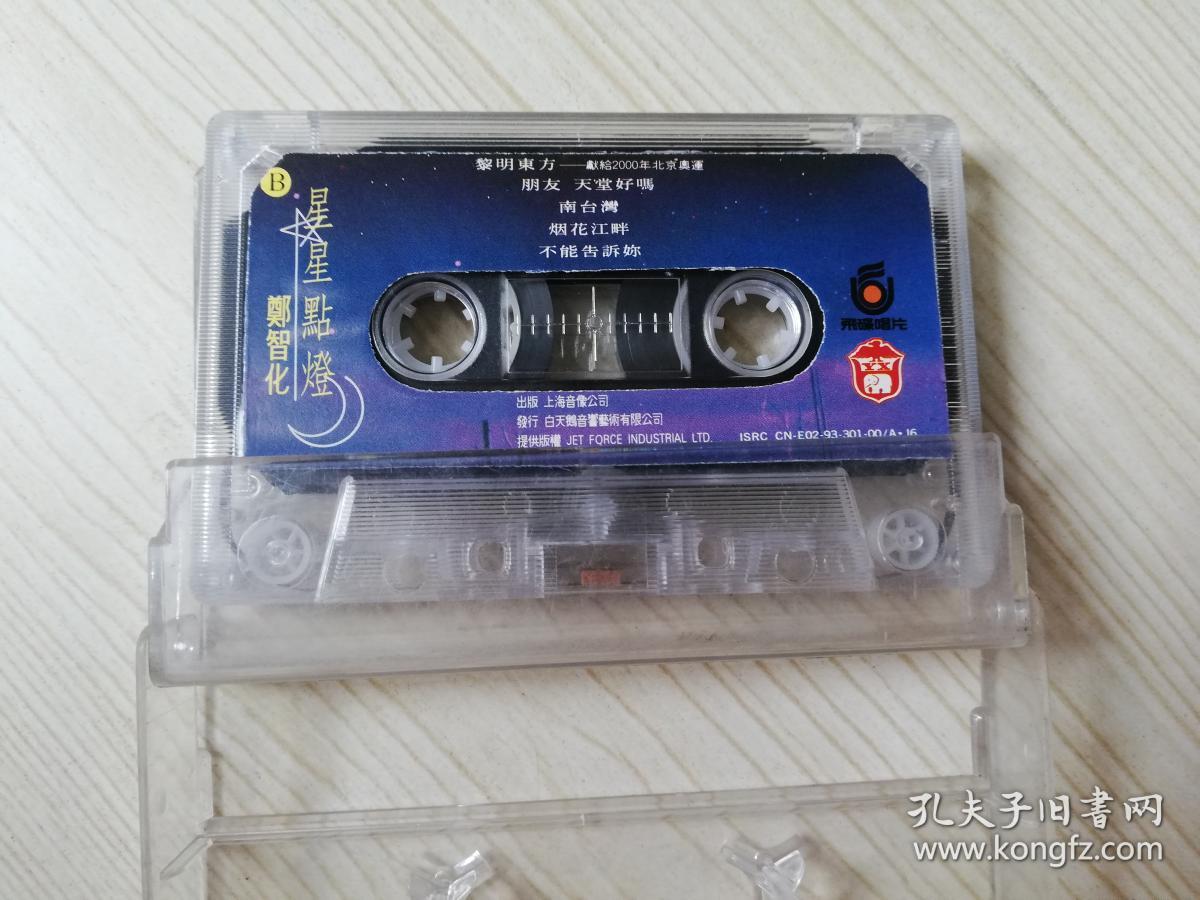 B
星星點燈
鄭智化
黎明東方——獻給2000年北京奧運
朋友 天堂好嗎
南台灣
烟花江畔
不能告訴妳
飛碟唱片
出版 上海音像公司
發行 白天鵝音響藝術有限公司
提供版權 JET FORCE INDUSTRIAL LTD.
ISRC CN-E02-93-301-00/A·J6
孔夫子旧書网
www.kongfz.com